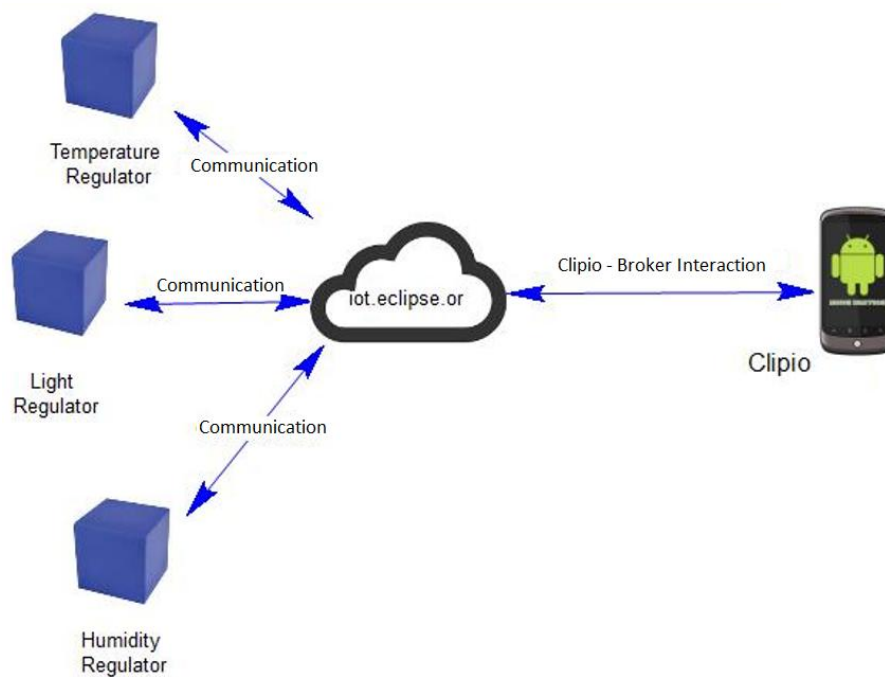 Temperature
Regulator
Communication
Communication
Light
Regulator
iot.eclipse.or
Clipio - Broker Interaction
Clipio
Communication
Humidity
Regulator